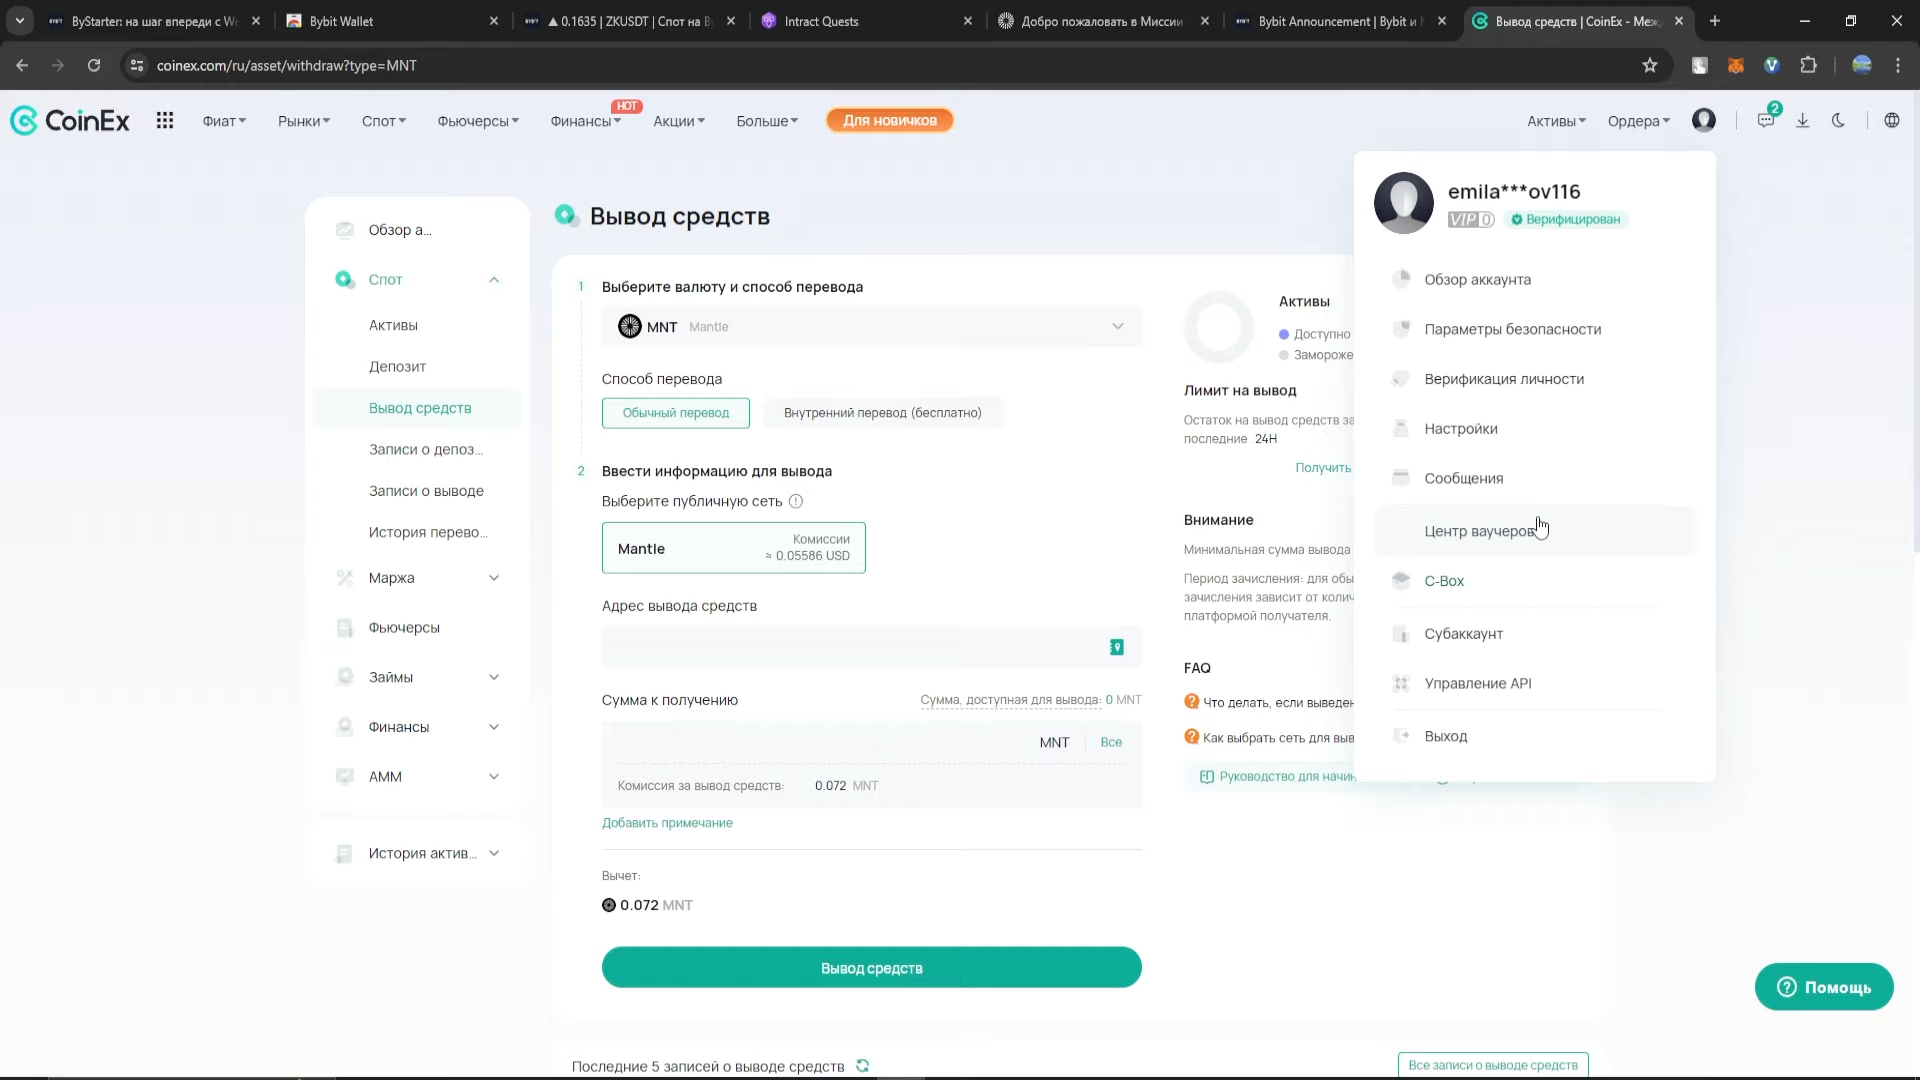 ByStarter: на шаг впереди с We
Bybit Wallet
▲ 0.1635 | ZKUSDT | Спот на By
Intract Quests
Добро пожаловать в Миссии
Bybit Announcement | Bybit и
Вывод средств | CoinEx - Меж
coinex.com/ru/asset/withdraw?type=MNT
CoinEx
Фиат
Рынки
Спот
Фьючерсы
Финансы
HOT
Акции
Больше
Для новичков
Активы
Ордера
2
Обзор а...
Спот
Активы
Депозит
Вывод средств
Записи о депоз...
Записи о выводе
История перево...
Маржа
Фьючерсы
Займы
Финансы
АММ
История актив...
Вывод средств
1 Выберите валюту и способ перевода
MNT Mantle
Способ перевода
Обычный перевод
Внутренний перевод (бесплатно)
2 Ввести информацию для вывода
Выберите публичную сеть
Mantle
Комиссии
≈ 0.05586 USD
Адрес вывода средств
Сумма к получению
Сумма, доступная для вывода: 0 MNT
MNT
Все
Комиссия за вывод средств: 0.072 MNT
Добавить примечание
Вычет:
0.072 MNT
Вывод средств
Последние 5 записей о выводе средств
Все записи о выводе средств
Активы
Доступно
Замороже
Лимит на вывод
Остаток на вывод средств за
последние 24H
Получить
Внимание
Минимальная сумма вывода
Период зачисления: для обы
зачисления зависит от колич
платформой получателя.
FAQ
Что делать, если выведен
Как выбрать сеть для выв
Руководство для начин
emila***ov116
VIP 0
Верифицирован
Обзор аккаунта
Параметры безопасности
Верификация личности
Настройки
Сообщения
Центр ваучеров
C-Box
Субаккаунт
Управление API
Выход
Помощь